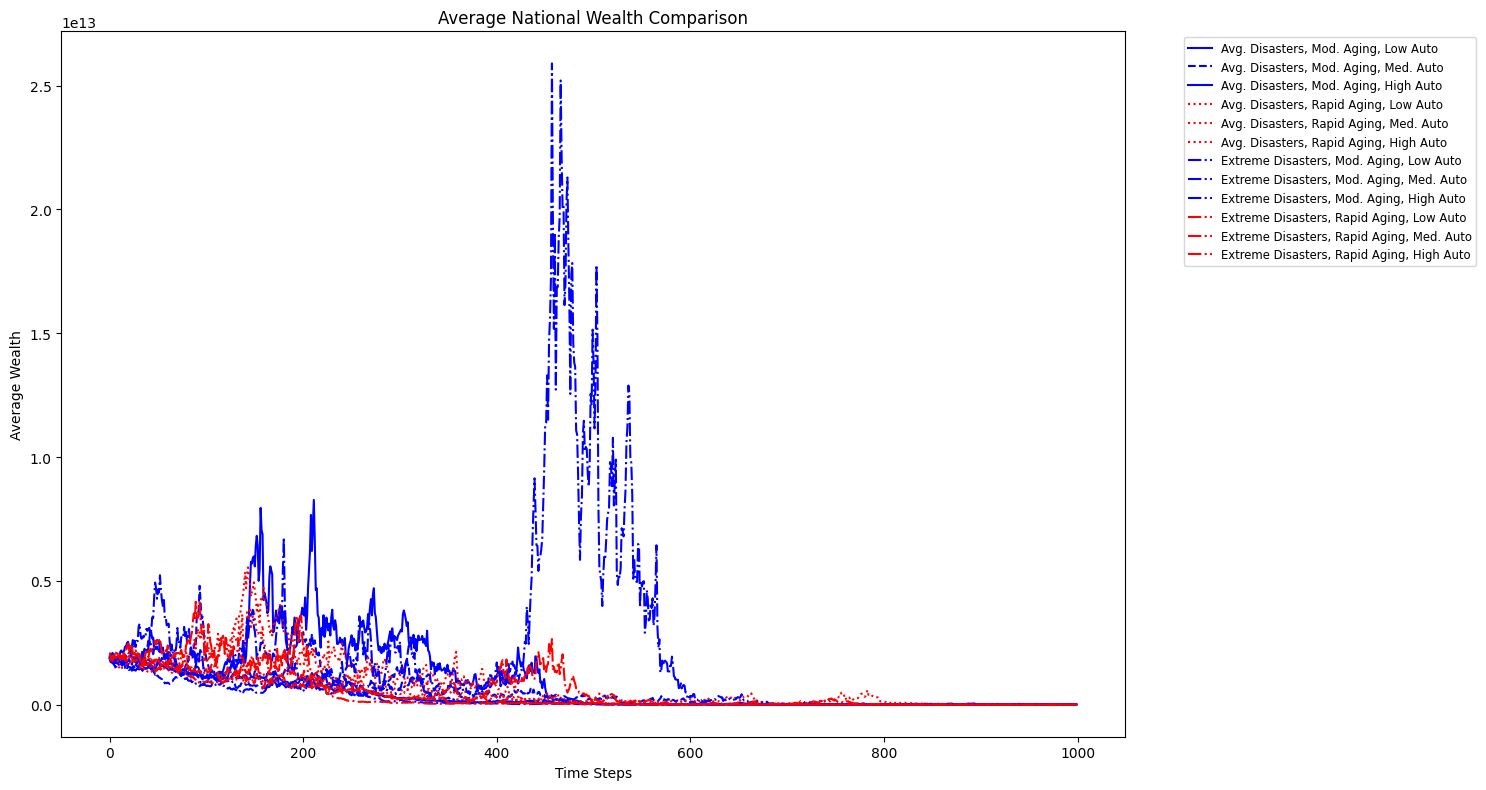 Average National Wealth Comparison
1e13
2.5
2.0
1.5
1.0
0.5
0.0
Average Wealth
0 200 400 600 800 1000
Time Steps
Avg. Disasters, Mod. Aging, Low Auto
Avg. Disasters, Mod. Aging, Med. Auto
Avg. Disasters, Mod. Aging, High Auto
Avg. Disasters, Rapid Aging, Low Auto
Avg. Disasters, Rapid Aging, Med. Auto
Avg. Disasters, Rapid Aging, High Auto
Extreme Disasters, Mod. Aging, Low Auto
Extreme Disasters, Mod. Aging, Med. Auto
Extreme Disasters, Mod. Aging, High Auto
Extreme Disasters, Rapid Aging, Low Auto
Extreme Disasters, Rapid Aging, Med. Auto
Extreme Disasters, Rapid Aging, High Auto